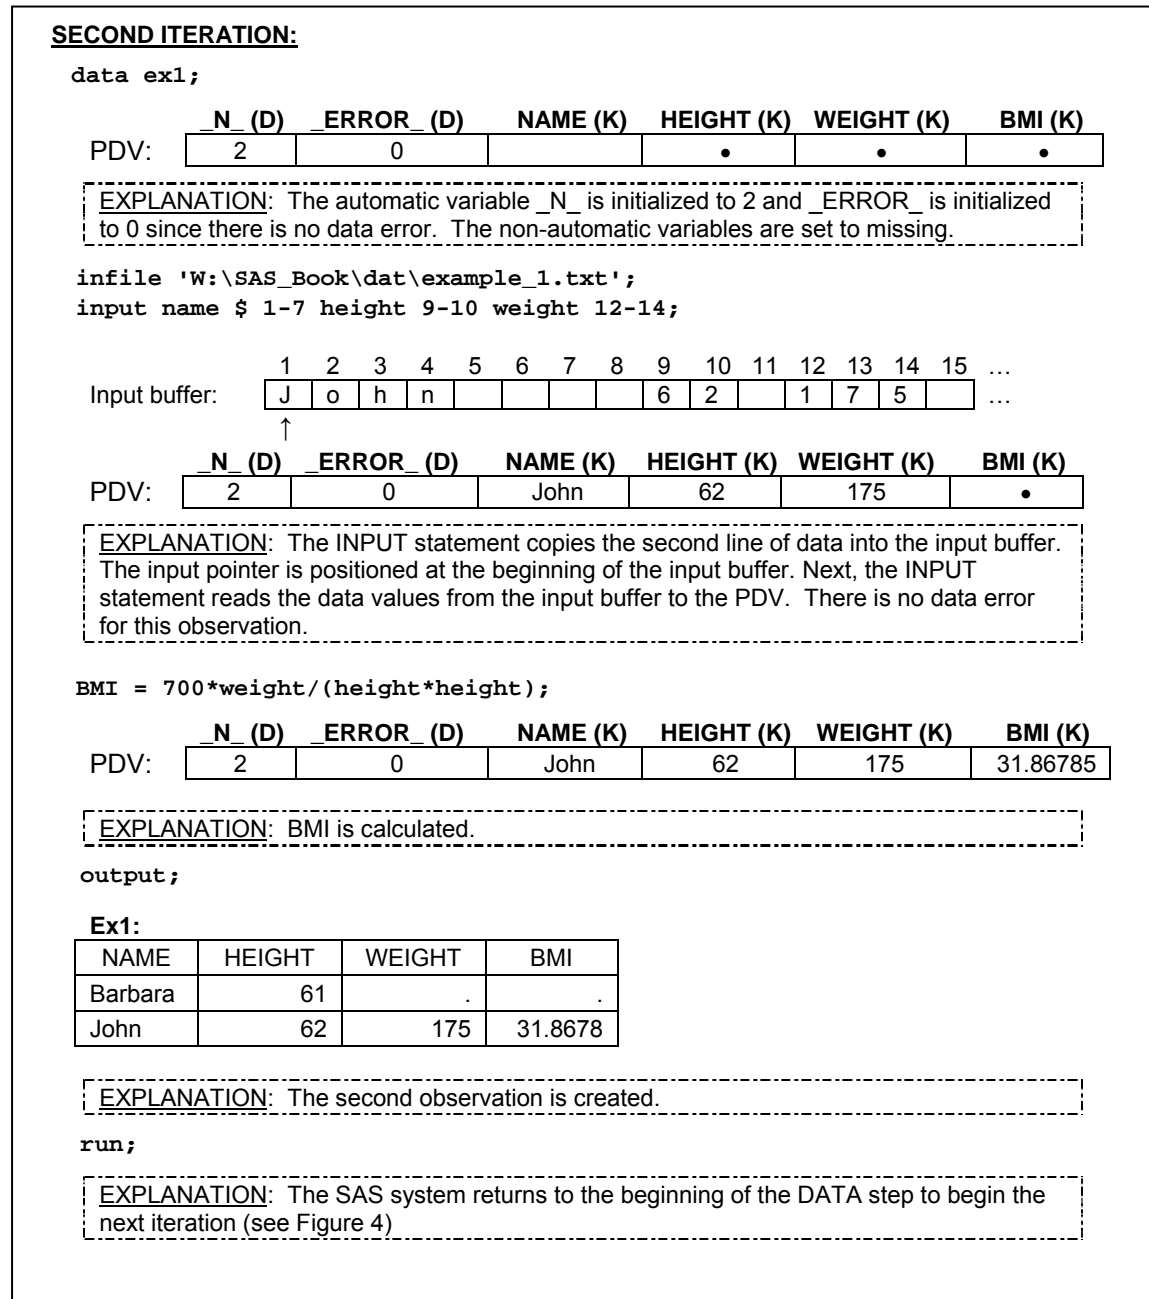 SECOND ITERATION:
data ex1;
_N_ (D) _ERROR_ (D) NAME (K) HEIGHT (K) WEIGHT (K) BMI (K)
PDV: 2 0 • • •
EXPLANATION: The automatic variable _N_ is initialized to 2 and _ERROR_ is initialized
to 0 since there is no data error. The non-automatic variables are set to missing.
infile 'W:\SAS_Book\dat\example_1.txt';
input name $ 1-7 height 9-10 weight 12-14;
1 2 3 4 5 6 7 8 9 10 11 12 13 14 15 …
Input buffer: J o h n 6 2 1 7 5 …
↑
_N_ (D) _ERROR_ (D) NAME (K) HEIGHT (K) WEIGHT (K) BMI (K)
PDV: 2 0 John 62 175 •
EXPLANATION: The INPUT statement copies the second line of data into the input buffer.
The input pointer is positioned at the beginning of the input buffer. Next, the INPUT
statement reads the data values from the input buffer to the PDV. There is no data error
for this observation.
BMI = 700*weight/(height*height);
_N_ (D) _ERROR_ (D) NAME (K) HEIGHT (K) WEIGHT (K) BMI (K)
PDV: 2 0 John 62 175 31.86785
EXPLANATION: BMI is calculated.
output;
Ex1:
NAME HEIGHT WEIGHT BMI
Barbara 61 . .
John 62 175 31.8678
EXPLANATION: The second observation is created.
run;
EXPLANATION: The SAS system returns to the beginning of the DATA step to begin the
next iteration (see Figure 4)